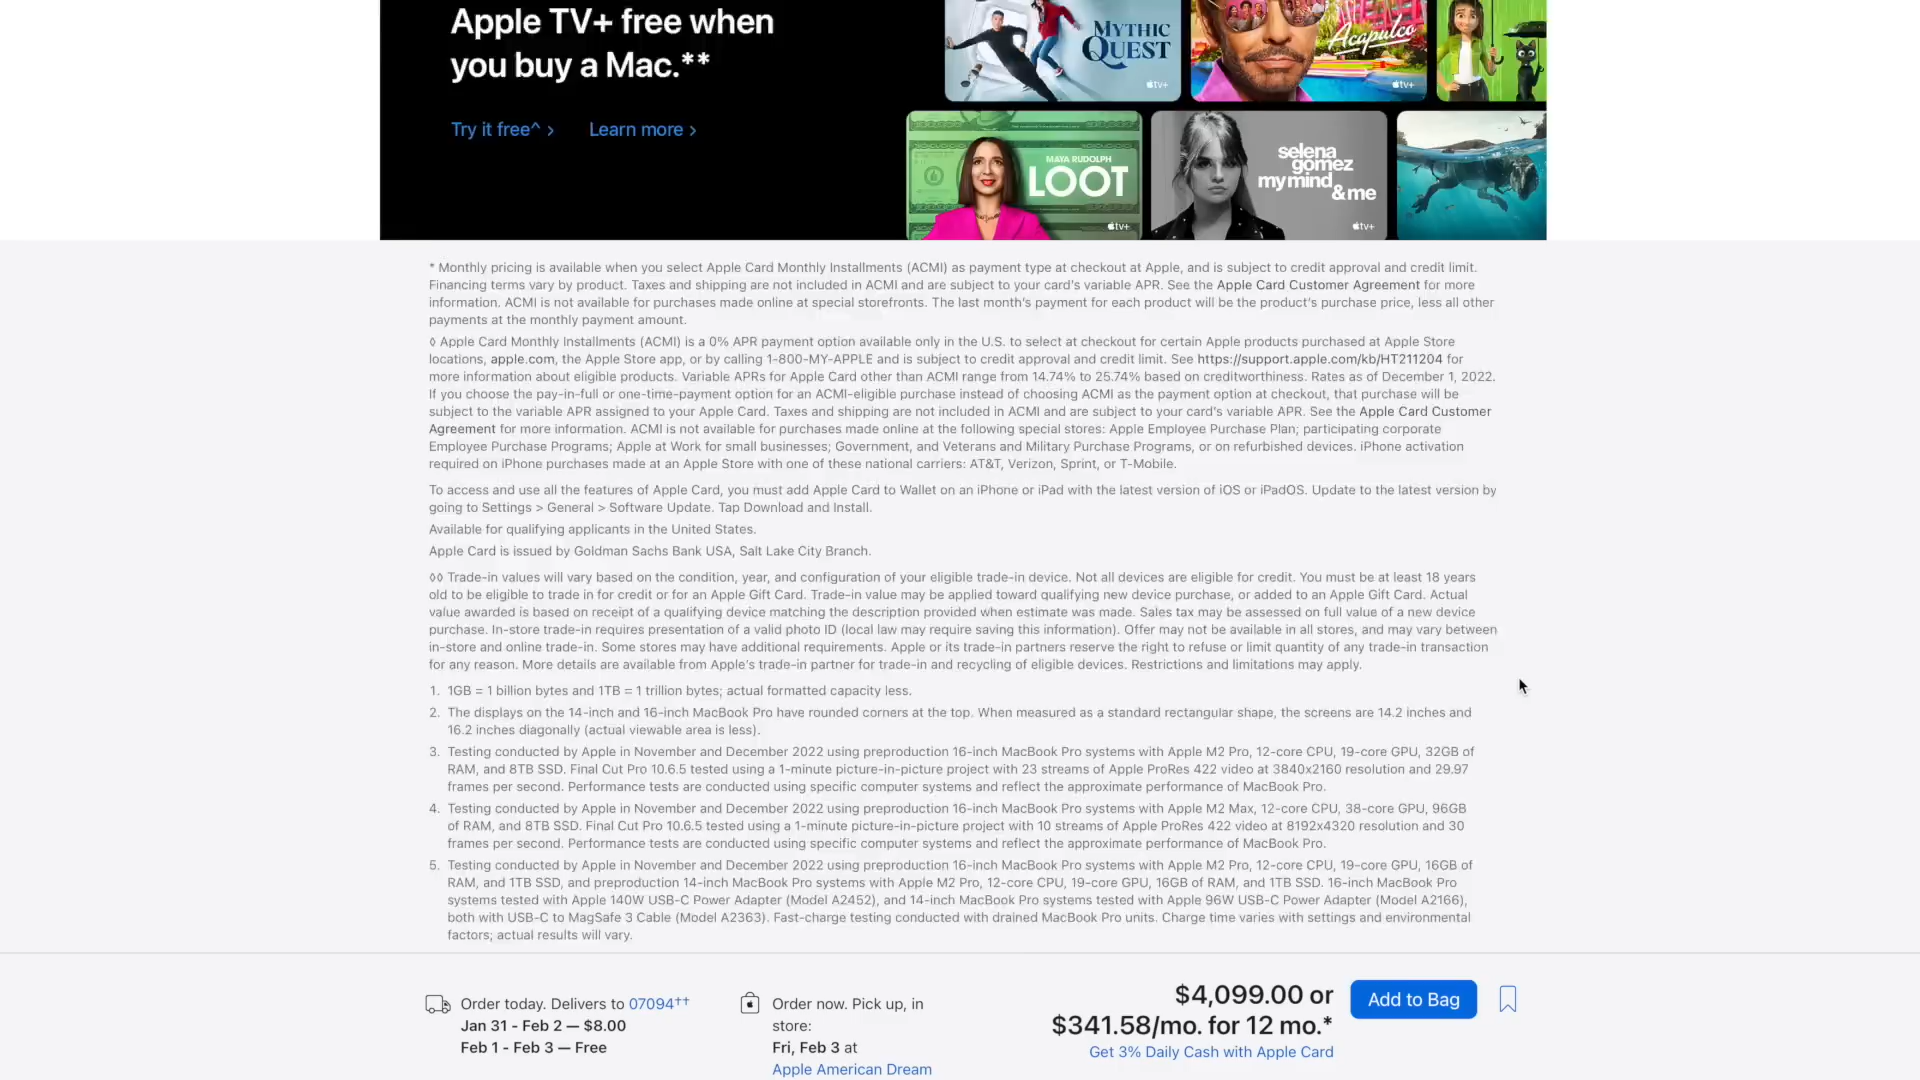 Apple TV+ free when
you buy a Mac.**
Try it free^ >
Learn more >
MYTHIC
QUEST
tv+
Acapulco
tv+
MAYA RUDOLPH
LOOT
tv+
selena
gomez
my mind
& me
tv+
* Monthly pricing is available when you select Apple Card Monthly Installments (ACMI) as payment type at checkout at Apple, and is subject to credit approval and credit limit.
Financing terms vary by product. Taxes and shipping are not included in ACMI and are subject to your card's variable APR. See the Apple Card Customer Agreement for more
information. ACMI is not available for purchases made online at special storefronts. The last month's payment for each product will be the product's purchase price, less all other
payments at the monthly payment amount.
◊ Apple Card Monthly Installments (ACMI) is a 0% APR payment option available only in the U.S. to select at checkout for certain Apple products purchased at Apple Store
locations, apple.com, the Apple Store app, or by calling 1-800-MY-APPLE and is subject to credit approval and credit limit. See https://support.apple.com/kb/HT211204 for
more information about eligible products. Variable APRs for Apple Card other than ACMI range from 14.74% to 25.74% based on creditworthiness. Rates as of December 1, 2022.
If you choose the pay-in-full or one-time-payment option for an ACMI-eligible purchase instead of choosing ACMI as the payment option at checkout, that purchase will be
subject to the variable APR assigned to your Apple Card. Taxes and shipping are not included in ACMI and are subject to your card's variable APR. See the Apple Card Customer
Agreement for more information. ACMI is not available for purchases made online at the following special stores: Apple Employee Purchase Plan; participating corporate
Employee Purchase Programs; Apple at Work for small businesses; Government, and Veterans and Military Purchase Programs, or on refurbished devices. iPhone activation
required on iPhone purchases made at an Apple Store with one of these national carriers: AT&T, Verizon, Sprint, or T-Mobile.
To access and use all the features of Apple Card, you must add Apple Card to Wallet on an iPhone or iPad with the latest version of iOS or iPadOS. Update to the latest version by
going to Settings > General > Software Update. Tap Download and Install.
Available for qualifying applicants in the United States.
Apple Card is issued by Goldman Sachs Bank USA, Salt Lake City Branch.
◊◊ Trade-in values will vary based on the condition, year, and configuration of your eligible trade-in device. Not all devices are eligible for credit. You must be at least 18 years
old to be eligible to trade in for credit or for an Apple Gift Card. Trade-in value may be applied toward qualifying new device purchase, or added to an Apple Gift Card. Actual
value awarded is based on receipt of a qualifying device matching the description provided when estimate was made. Sales tax may be assessed on full value of a new device
purchase. In-store trade-in requires presentation of a valid photo ID (local law may require saving this information). Offer may not be available in all stores, and may vary between
in-store and online trade-in. Some stores may have additional requirements. Apple or its trade-in partners reserve the right to refuse or limit quantity of any trade-in transaction
for any reason. More details are available from Apple's trade-in partner for trade-in and recycling of eligible devices. Restrictions and limitations may apply.
1. 1GB = 1 billion bytes and 1TB = 1 trillion bytes; actual formatted capacity less.
2. The displays on the 14-inch and 16-inch MacBook Pro have rounded corners at the top. When measured as a standard rectangular shape, the screens are 14.2 inches and
16.2 inches diagonally (actual viewable area is less).
3. Testing conducted by Apple in November and December 2022 using preproduction 16-inch MacBook Pro systems with Apple M2 Pro, 12-core CPU, 19-core GPU, 32GB of
RAM, and 8TB SSD. Final Cut Pro 10.6.5 tested using a 1-minute picture-in-picture project with 23 streams of Apple ProRes 422 video at 3840x2160 resolution and 29.97
frames per second. Performance tests are conducted using specific computer systems and reflect the approximate performance of MacBook Pro.
4. Testing conducted by Apple in November and December 2022 using preproduction 16-inch MacBook Pro systems with Apple M2 Max, 12-core CPU, 38-core GPU, 96GB
of RAM, and 8TB SSD. Final Cut Pro 10.6.5 tested using a 1-minute picture-in-picture project with 10 streams of Apple ProRes 422 video at 8192x4320 resolution and 30
frames per second. Performance tests are conducted using specific computer systems and reflect the approximate performance of MacBook Pro.
5. Testing conducted by Apple in November and December 2022 using preproduction 16-inch MacBook Pro systems with Apple M2 Pro, 12-core CPU, 19-core GPU, 16GB of
RAM, and 1TB SSD, and preproduction 14-inch MacBook Pro systems with Apple M2 Pro, 12-core CPU, 19-core GPU, 16GB of RAM, and 1TB SSD. 16-inch MacBook Pro
systems tested with Apple 140W USB-C Power Adapter (Model A2452), and 14-inch MacBook Pro systems tested with Apple 96W USB-C Power Adapter (Model A2166),
both with USB-C to MagSafe 3 Cable (Model A2363). Fast-charge testing conducted with drained MacBook Pro units. Charge time varies with settings and environmental
factors; actual results will vary.
Order today. Delivers to 07094††
Jan 31 - Feb 2 — $8.00
Feb 1 - Feb 3 — Free
Order now. Pick up, in
store:
Fri, Feb 3 at
Apple American Dream
$4,099.00 or
$341.58/mo. for 12 mo.*
Get 3% Daily Cash with Apple Card
Add to Bag